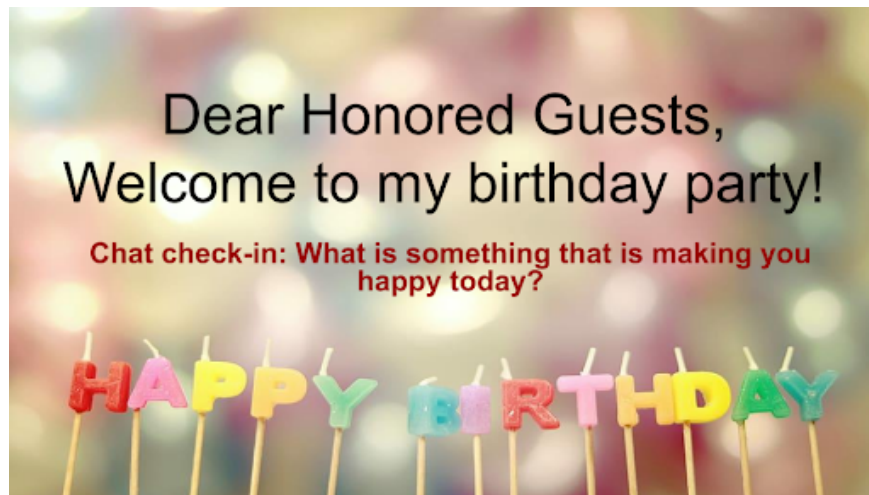 Dear Honored Guests,
Welcome to my birthday party!
Chat check-in: What is something that is making you
happy today?
HAPPY BIRTHDAY